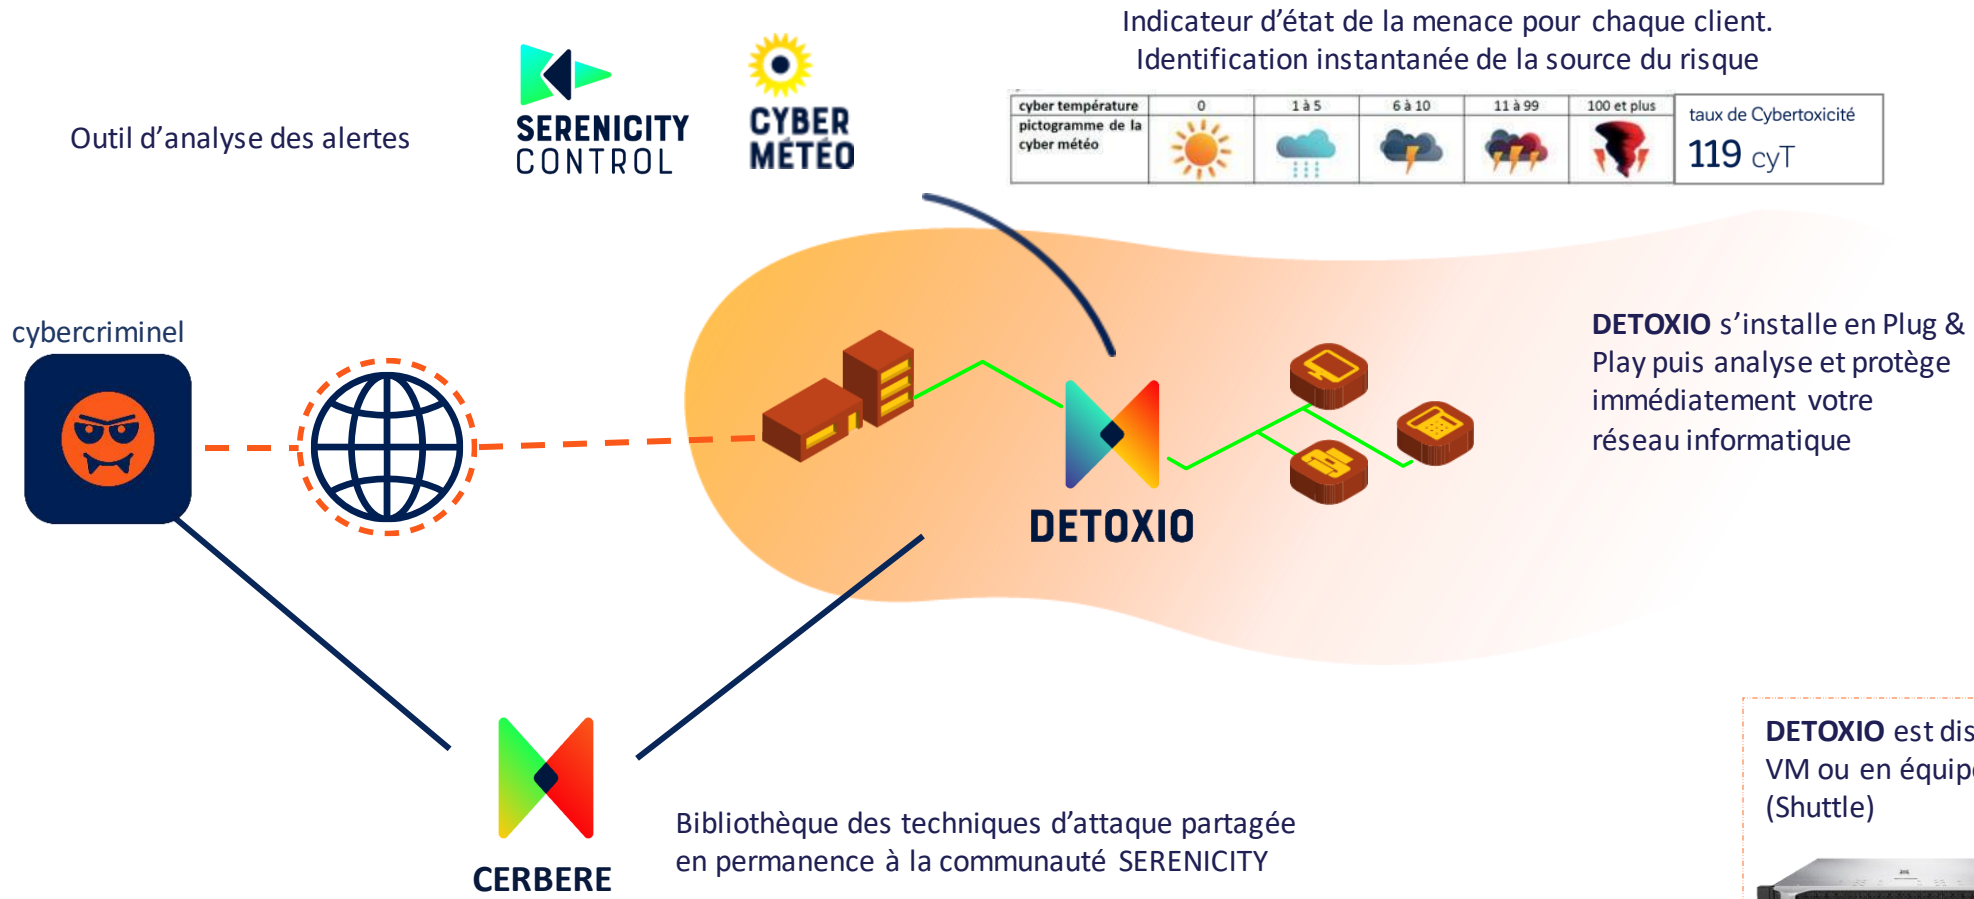 Indicateur d’état de la menace pour chaque client.
Identification instantanée de la source du risque
Outil d’analyse des alertes
SERENICITY
CONTROL
CYBER
MÉTÉO
cyber température 0 1 à 5 6 à 10 11 à 99 100 et plus
pictogramme de la
cyber météo
taux de Cybertoxicité
119 cyT
cybercriminel
DETOXIO s’installe en Plug &
Play puis analyse et protège
immédiatement votre
réseau informatique
DETOXIO
DETOXIO est dis
VM ou en équip
(Shuttle)
Bibliothèque des techniques d’attaque partagée
en permanence à la communauté SERENICITY
CERBERE